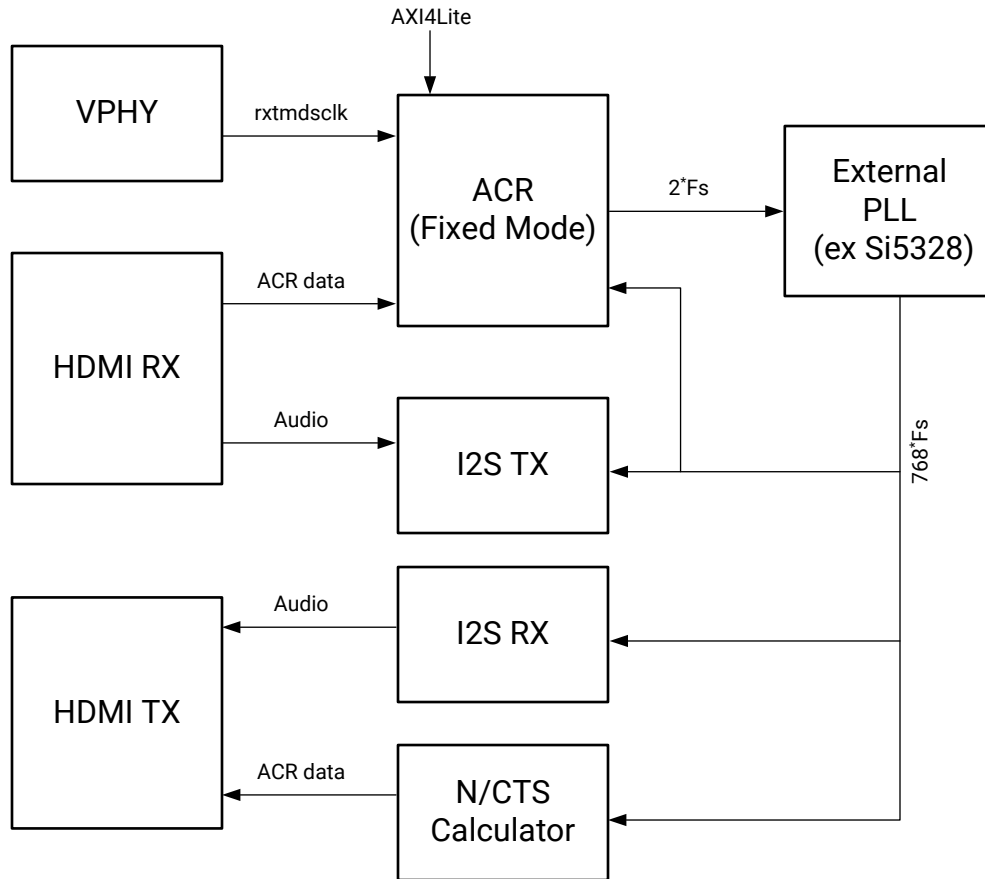 AXI4Lite
VPHY
rxtmdsclk
ACR
(Fixed Mode)
2*Fs
External
PLL
(ex Si5328)
HDMI RX
ACR data
Audio
I2S TX
768*Fs
HDMI TX
Audio
I2S RX
ACR data
N/CTS
Calculator